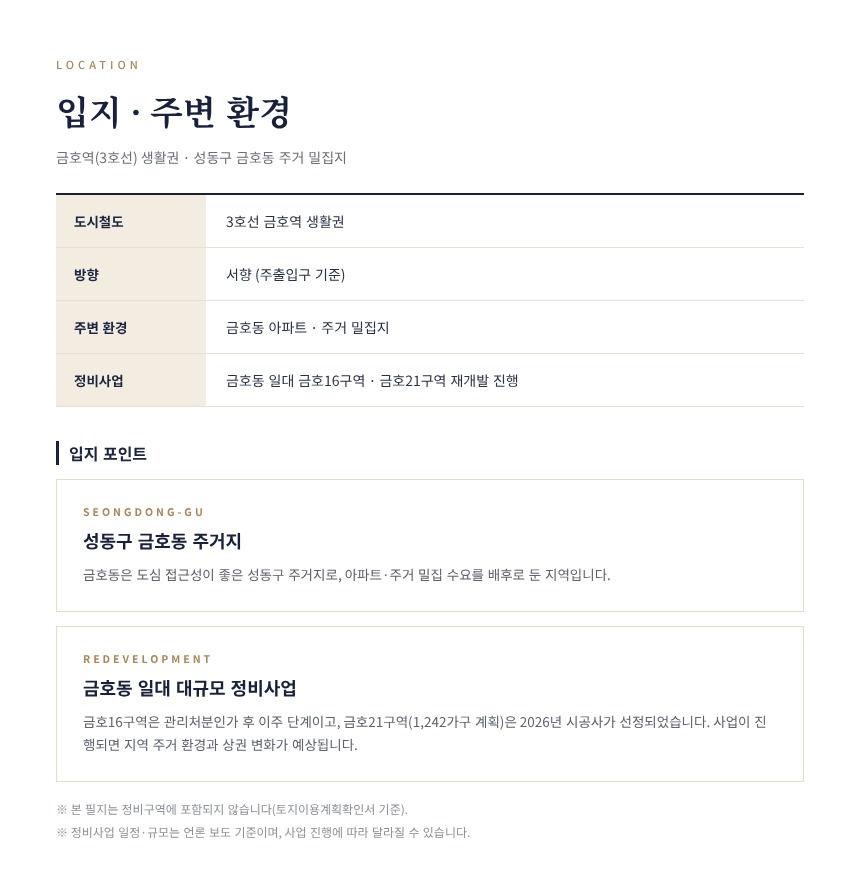 LOCATION
입지 · 주변 환경
금호역(3호선) 생활권 · 성동구 금호동 주거 밀집지
도시철도 3호선 금호역 생활권
방향 서향 (주출입구 기준)
주변 환경 금호동 아파트 · 주거 밀집지
정비사업 금호동 일대 금호16구역 · 금호21구역 재개발 진행
입지 포인트
SEONGDONG-GU
성동구 금호동 주거지
금호동은 도심 접근성이 좋은 성동구 주거지로, 아파트·주거 밀집 수요를 배후로 둔 지역입니다.
REDEVELOPMENT
금호동 일대 대규모 정비사업
금호16구역은 관리처분인가 후 이주 단계이고, 금호21구역(1,242가구 계획)은 2026년 시공사가 선정되었습니다. 사업이 진
행되면 지역 주거 환경과 상권 변화가 예상됩니다.
※ 본 필지는 정비구역에 포함되지 않습니다(토지이용계획확인서 기준).
※ 정비사업 일정·규모는 언론 보도 기준이며, 사업 진행에 따라 달라질 수 있습니다.